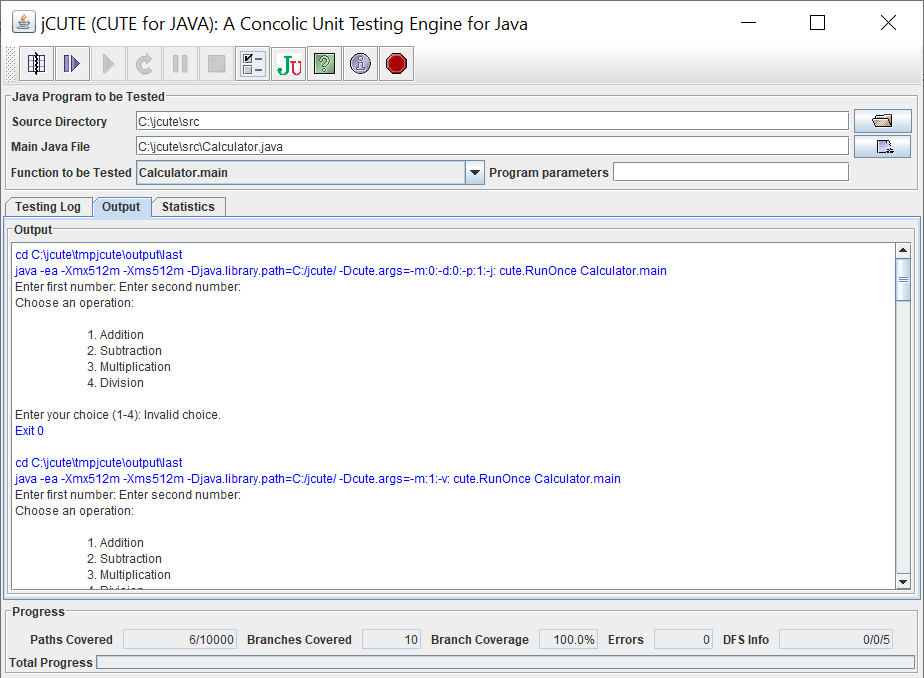 jCUTE (CUTE for JAVA): A Concolic Unit Testing Engine for Java
Java Program to be Tested
Source Directory C:\jcute\src
Main Java File C:\jcute\src\Calculator.java
Function to be Tested Calculator.main Program parameters
Testing Log Output Statistics
Output
cd C:\jcute\tmpjcute\output\last
java -ea -Xmx512m -Xms512m -Djava.library.path=C:/jcute/ -Dcute.args=-m:0:-d:0:-p:1:-j: cute.RunOnce Calculator.main
Enter first number: Enter second number:
Choose an operation:
1. Addition
2. Subtraction
3. Multiplication
4. Division
Enter your choice (1-4): Invalid choice.
Exit 0
cd C:\jcute\tmpjcute\output\last
java -ea -Xmx512m -Xms512m -Djava.library.path=C:/jcute/ -Dcute.args=-m:1:-v: cute.RunOnce Calculator.main
Enter first number: Enter second number:
Choose an operation:
1. Addition
2. Subtraction
3. Multiplication
4. Division
Progress
Paths Covered 6/10000 Branches Covered 10 Branch Coverage 100.0% Errors 0 DFS Info 0/0/5
Total Progress